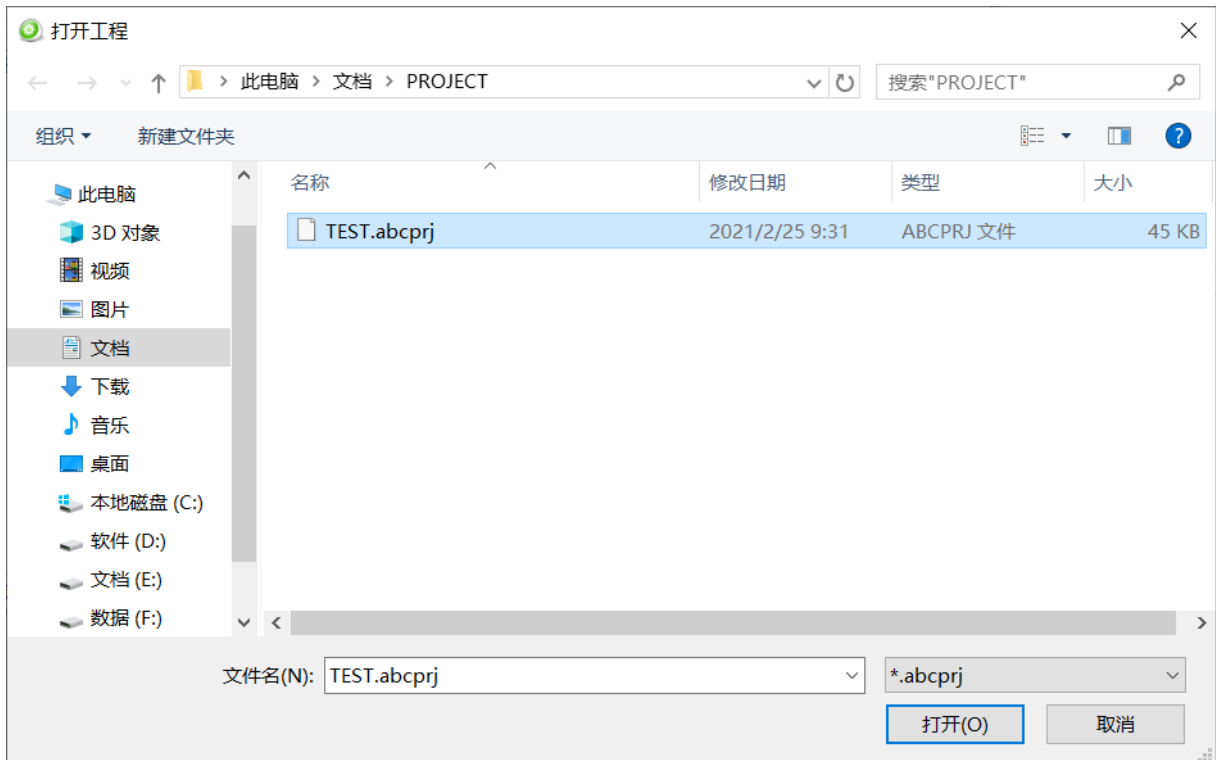 打开工程
此电脑 > 文档 > PROJECT
搜索"PROJECT"
组织
新建文件夹
?
名称
修改日期
类型
大小
TEST.abcprj
2021/2/25 9:31
ABCPRJ 文件
45 KB
此电脑
3D 对象
视频
图片
文档
下载
音乐
桌面
本地磁盘 (C:)
软件 (D:)
文档 (E:)
数据 (F:)
文件名(N):
TEST.abcprj
*.abcprj
打开(O)
取消